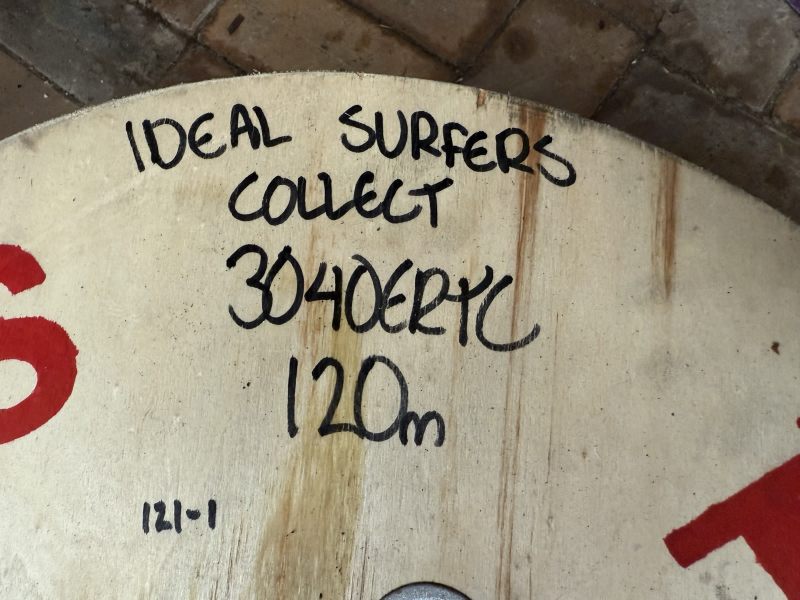 IDEAL SURFERS
COLLECT
3040ERTC
120m
121-1